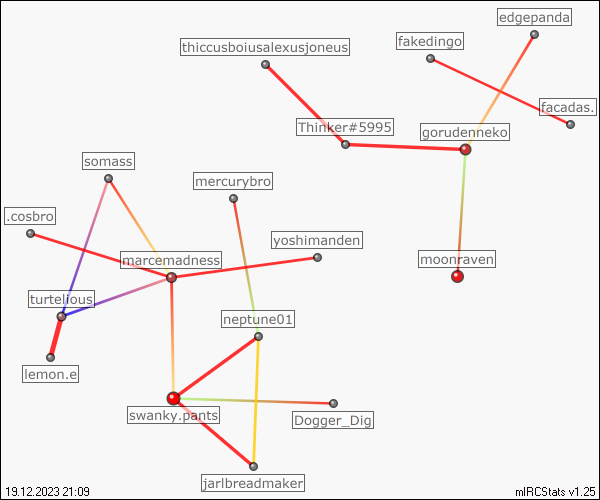 edgepanda
thiccusboiusalexusjoneus
fakedingo
facadas.
Thinker#5995
gorudenneko
somass
mercurybro
.cosbro
yoshimanden
marcemadness
moonraven
turtelious
neptune01
lemon.e
swanky.pants
Dogger_Dig
jarlbreadmaker
19.12.2023 21:09
mIRCStats v1.25